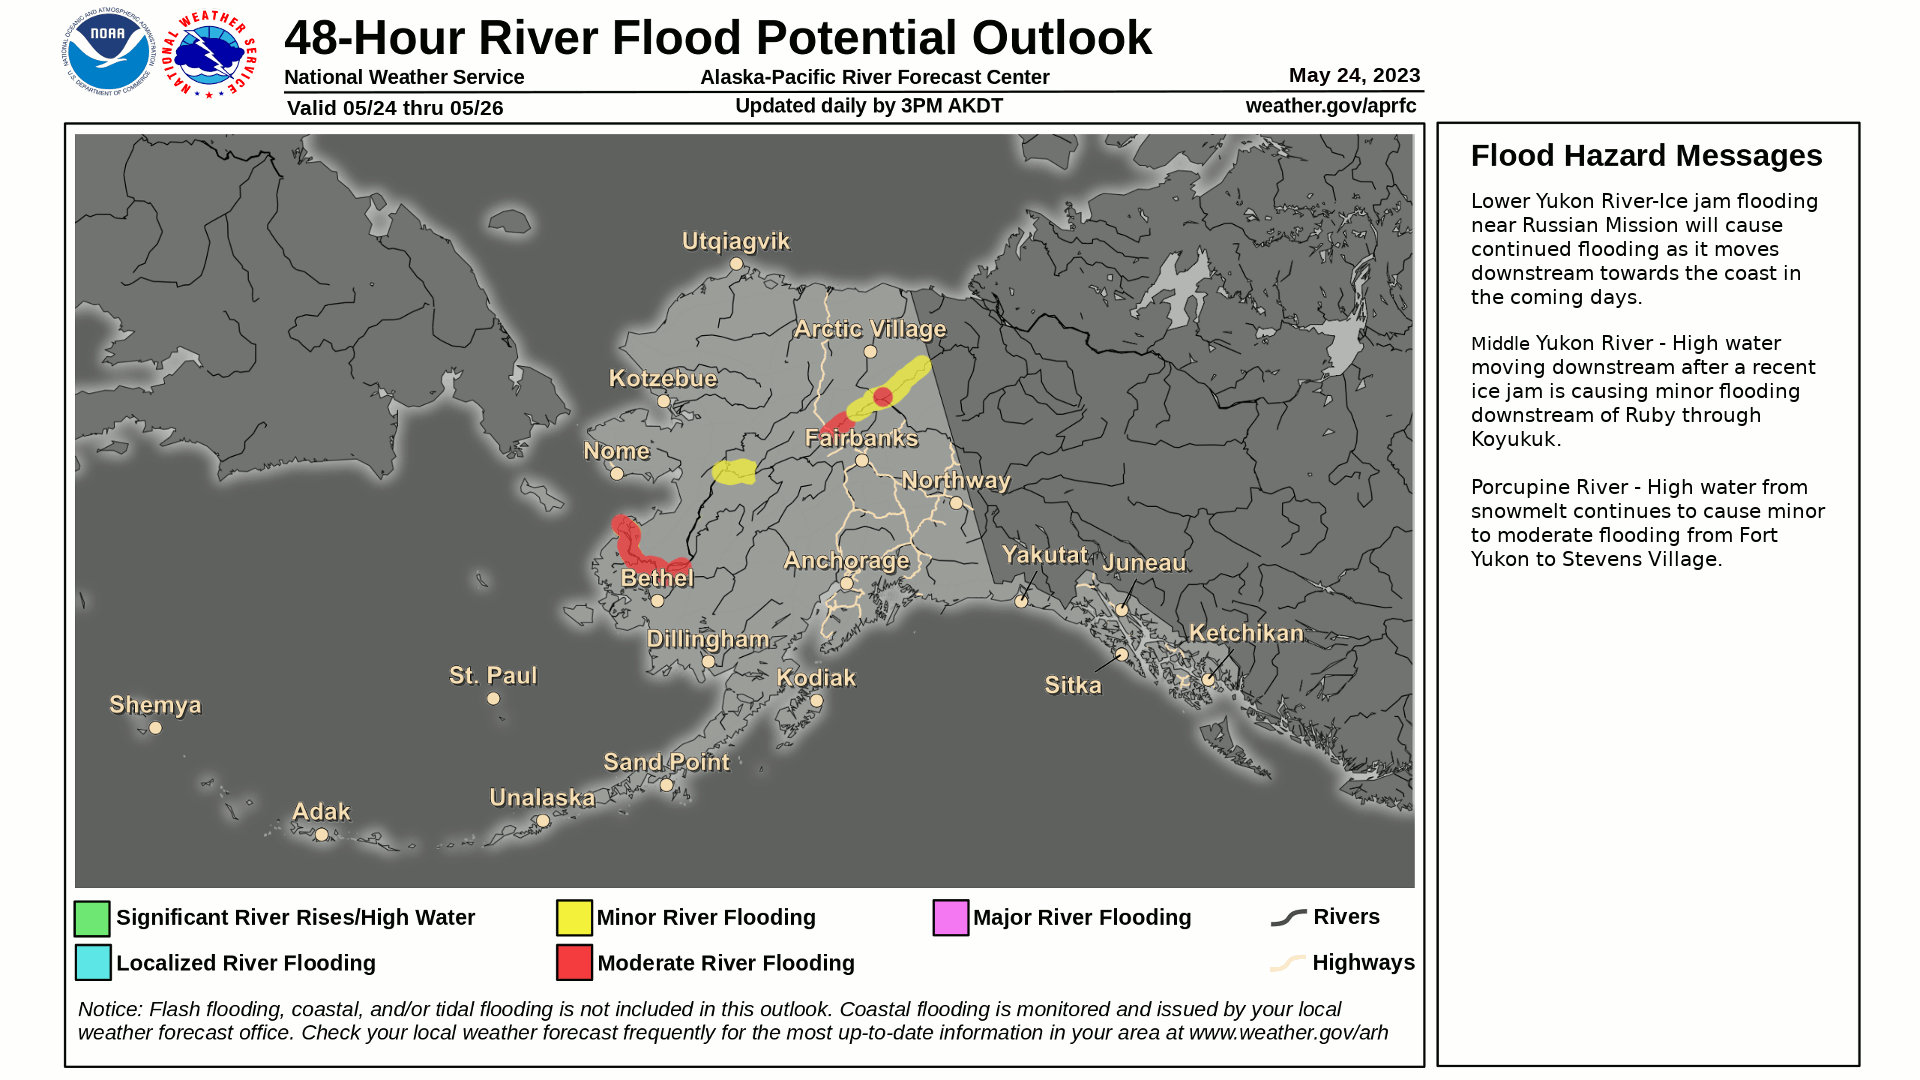 NOAA
NATIONAL OCEANIC AND ATMOSPHERIC ADMINISTRATION
U.S. DEPARTMENT OF COMMERCE
NATIONAL WEATHER SERVICE
48-Hour River Flood Potential Outlook
National Weather Service
Alaska-Pacific River Forecast Center
May 24, 2023
Valid 05/24 thru 05/26
Updated daily by 3PM AKDT
weather.gov/aprfc
Utqiagvik
Arctic Village
Kotzebue
Fairbanks
Nome
Northway
Anchorage
Yakutat
Juneau
Bethel
Dillingham
Ketchikan
St. Paul
Kodiak
Sitka
Shemya
Sand Point
Unalaska
Adak
Significant River Rises/High Water
Minor River Flooding
Major River Flooding
Rivers
Localized River Flooding
Moderate River Flooding
Highways
Notice: Flash flooding, coastal, and/or tidal flooding is not included in this outlook. Coastal flooding is monitored and issued by your local
weather forecast office. Check your local weather forecast frequently for the most up-to-date information in your area at www.weather.gov/arh
Flood Hazard Messages
Lower Yukon River-Ice jam flooding
near Russian Mission will cause
continued flooding as it moves
downstream towards the coast in
the coming days.
Middle Yukon River - High water
moving downstream after a recent
ice jam is causing minor flooding
downstream of Ruby through
Koyukuk.
Porcupine River - High water from
snowmelt continues to cause minor
to moderate flooding from Fort
Yukon to Stevens Village.